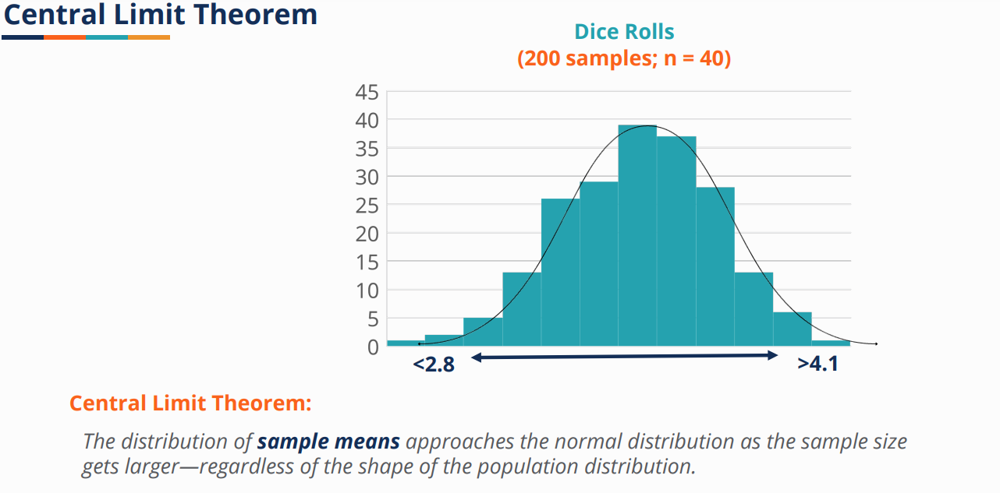 Central Limit Theorem
Dice Rolls
(200 samples; n = 40)
45
40
35
30
25
20
15
10
5
0
<2.8
>4.1
Central Limit Theorem:
The distribution of sample means approaches the normal distribution as the sample size
gets larger—regardless of the shape of the population distribution.